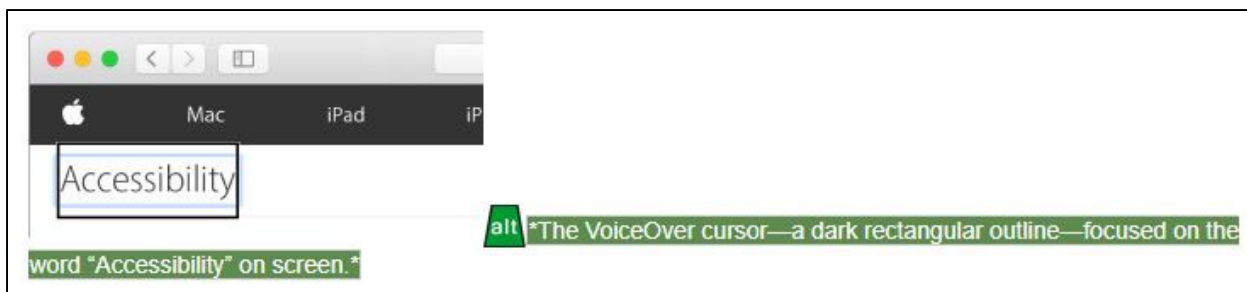 Mac iPad iP
Accessibility
alt *The VoiceOver cursor—a dark rectangular outline—focused on the
word “Accessibility” on screen.*